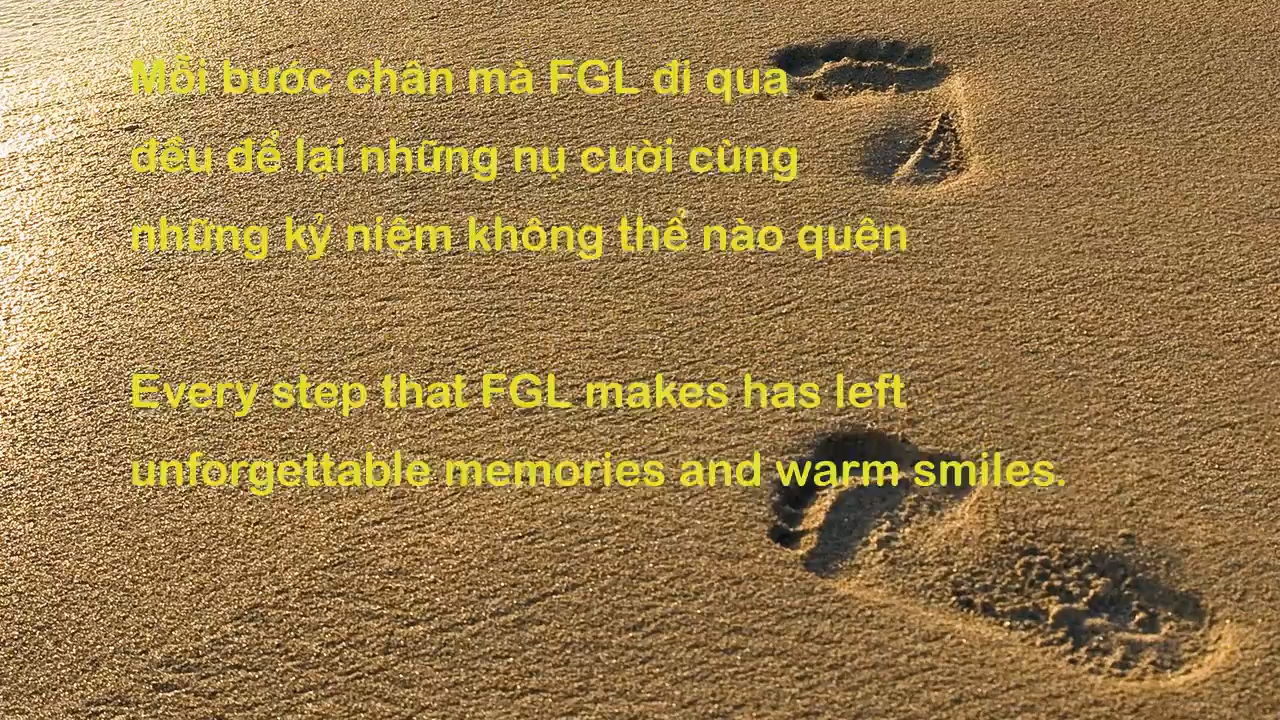 Mỗi bước chân mà FGL đi qua
đều để lại những nụ cười cùng
những kỷ niệm không thể nào quên
Every step that FGL makes has left
unforgettable memories and warm smiles.